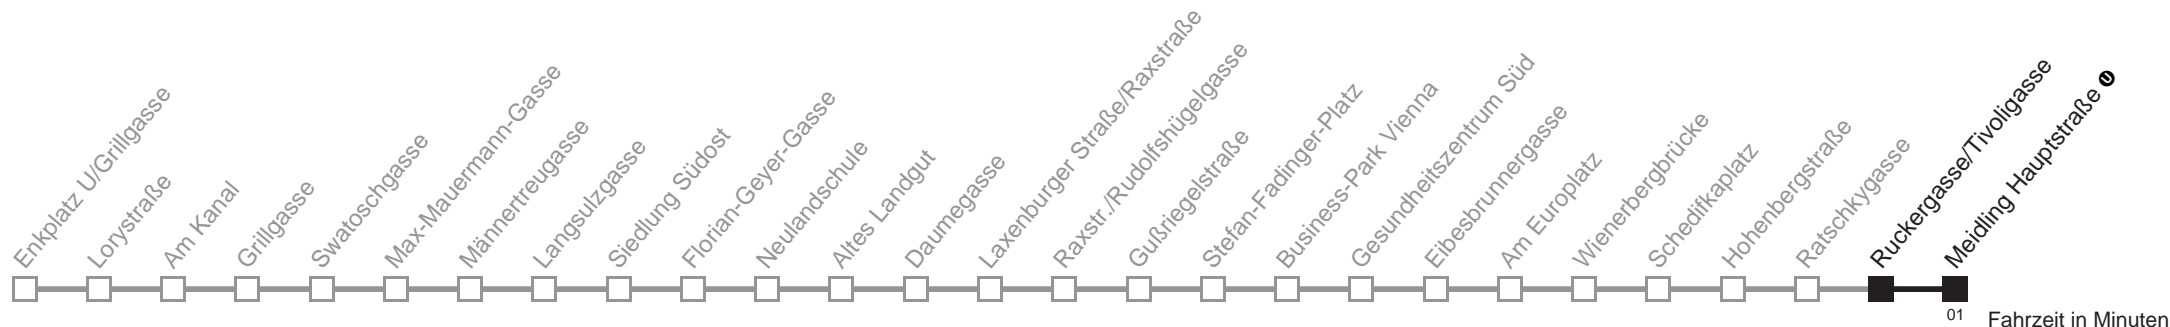 Enkplatz U/Grillgasse
Lorystraße
Am Kanal
Grillgasse
Swatoschgasse
Max-Mauermann-Gasse
Männertreugasse
Langsulzgasse
Siedlung Südost
Florian-Geyer-Gasse
Neulandschule
Altes Landgut
Daumegasse
Laxenburger Straße/Raxstraße
Raxstr./Rudolfshügelgasse
Gußriegelstraße
Stefan-Fadinger-Platz
Business-Park Vienna
Gesundheitszentrum Süd
Eibesbrunnergasse
Am Europlatz
Wienerbergbrücke
Schedifkaplatz
Hohenbergstraße
Ratschkygasse
Ruckergasse/Tivoligasse
Meidling Hauptstraße U
01 Fahrzeit in Minuten